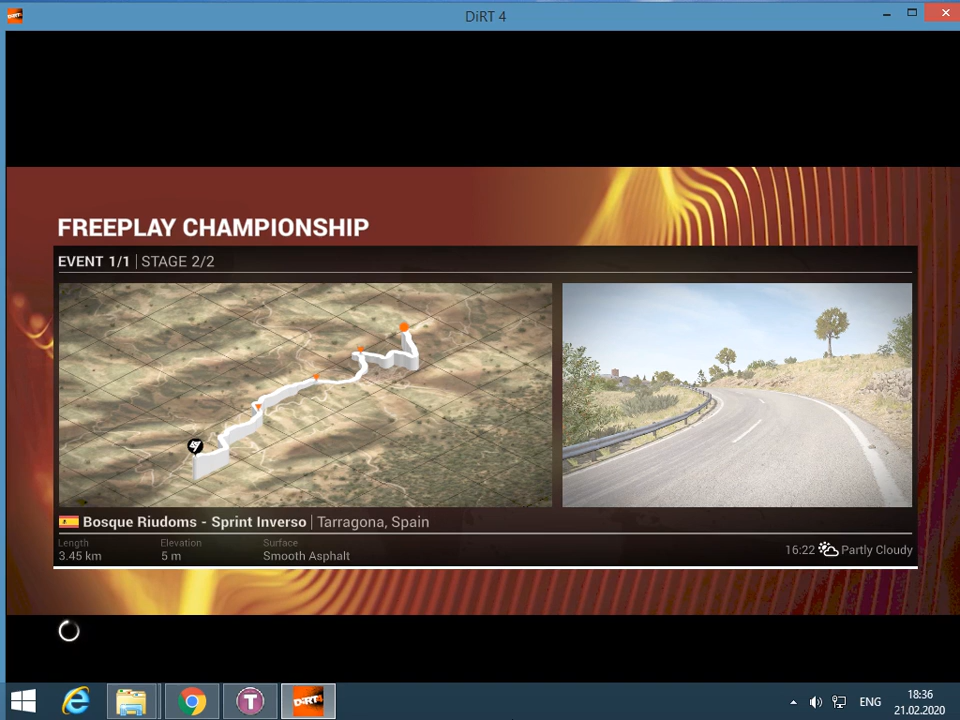 DiRT 4
FREEPLAY CHAMPIONSHIP
EVENT 1/1 | STAGE 2/2
Bosque Riudoms - Sprint Inverso | Tarragona, Spain
Length Elevation Surface
3.45 km 5 m Smooth Asphalt
16:22 Partly Cloudy
ENG
18:36
21.02.2020